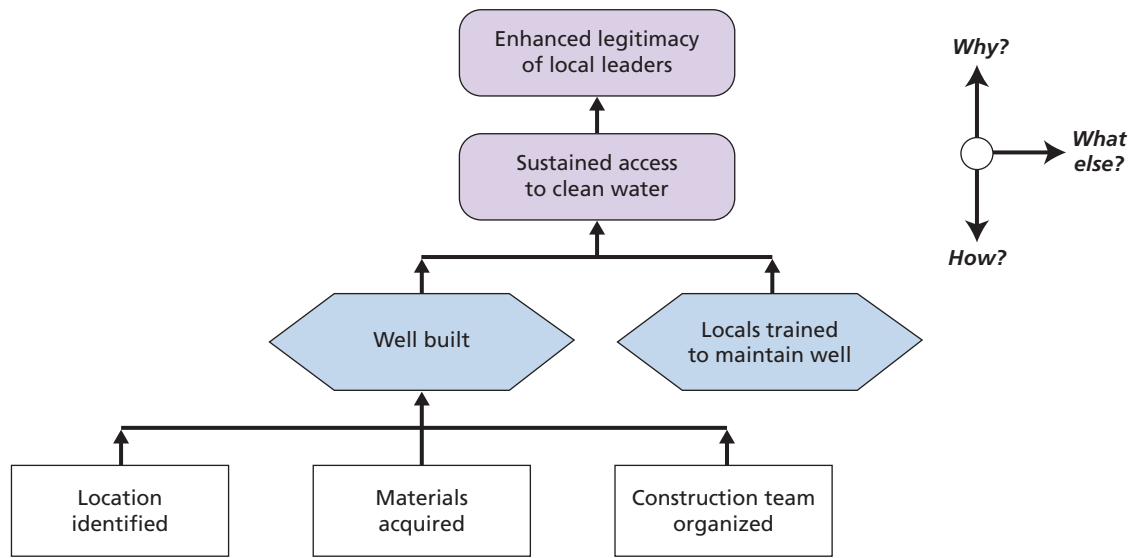 Enhanced legitimacy
of local leaders
Sustained access
to clean water
Why?
What
else?
How?
Well built
Locals trained
to maintain well
Location
identified
Materials
acquired
Construction team
organized